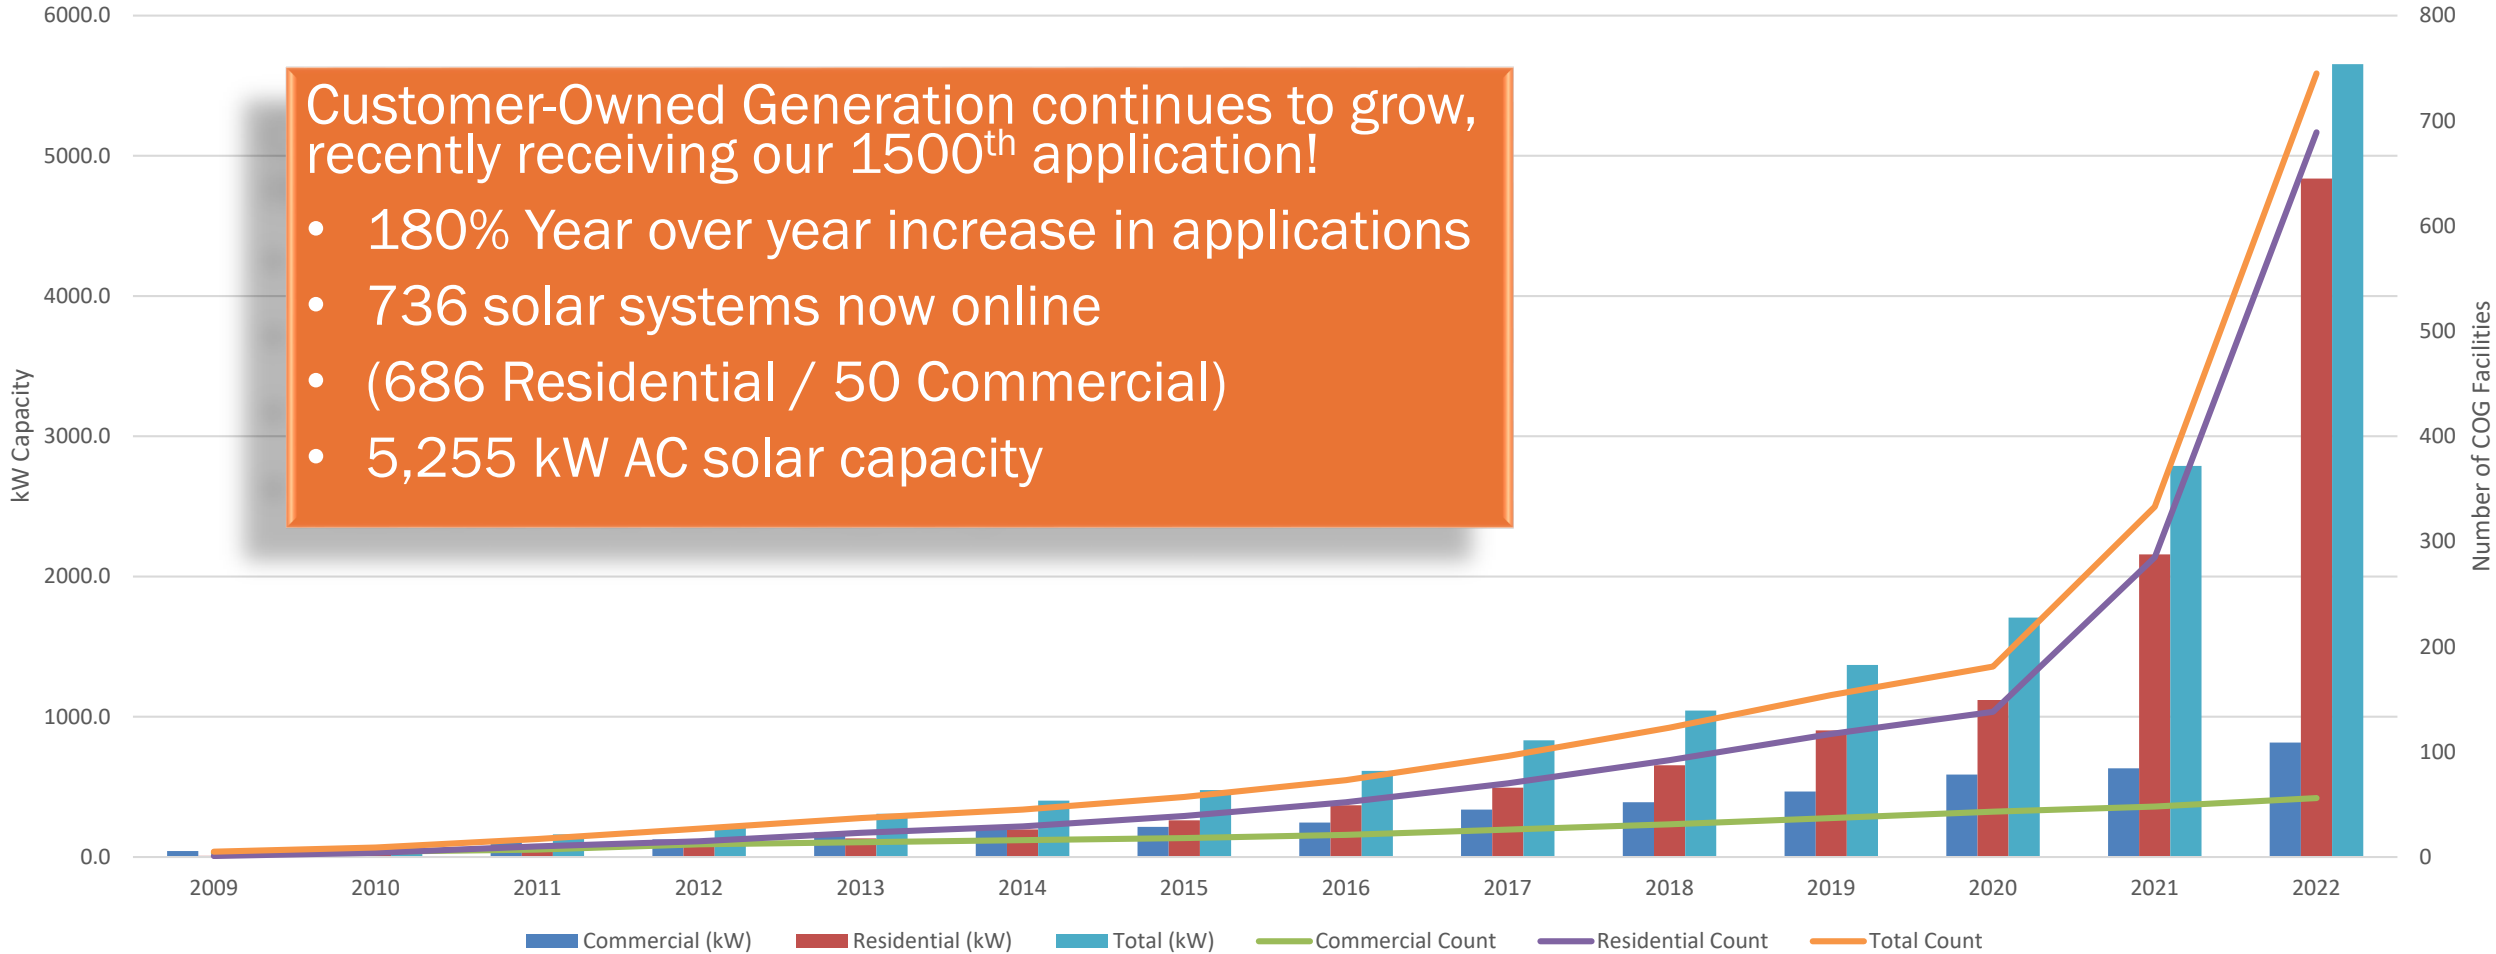 6000.0
5000.0
4000.0
3000.0
2000.0
1000.0
0.0
kW Capacity
Customer-Owned Generation continues to grow,
recently receiving our 1500th application!
• 180% Year over year increase in applications
• 736 solar systems now online
• (686 Residential / 50 Commercial)
• 5,255 kW AC solar capacity
800
700
600
500
400
300
200
100
0
Number of COG Facilities
2009 2010 2011 2012 2013 2014 2015 2016 2017 2018 2019 2020 2021 2022
Commercial (kW) Residential (kW) Total (kW) Commercial Count Residential Count Total Count